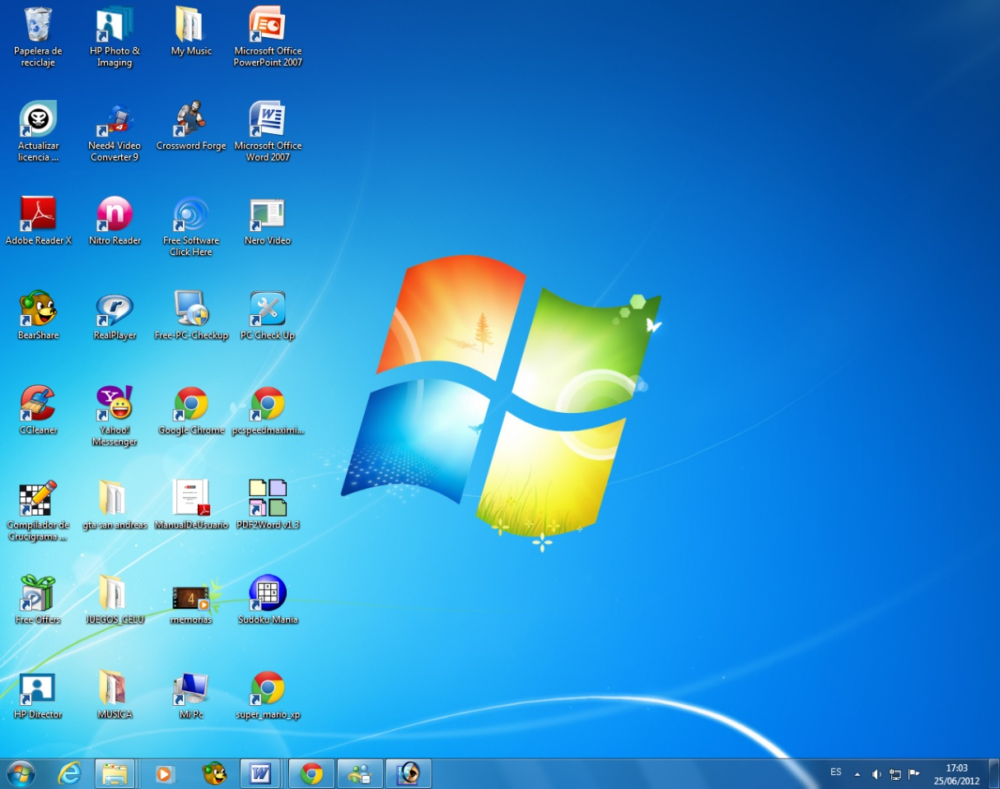 Papelera de
reciclaje
HP Photo &
Imaging
My Music
Microsoft Office
PowerPoint 2007
Actualizar
licencia ...
Need4 Video
Converter 9
Crossword Forge
Microsoft Office
Word 2007
Adobe Reader X
Nitro Reader
Free Software
Click Here
Nero Video
BearShare
RealPlayer
Free-PC-Checkup
PC Check Up
CCleaner
Yahoo!
Messenger
Google Chrome
pcspeedmaximi...
Compilador de
Crucigrama ...
gta san andreas
ManualDeUsuario
PDF2Word v1.3
Free Offers
JUEGOS_CELU
4
memorias
Sudoku Mania
HP Director
MUSICA
Mi Pc
super_mario_xp
ES
17:03
25/06/2012